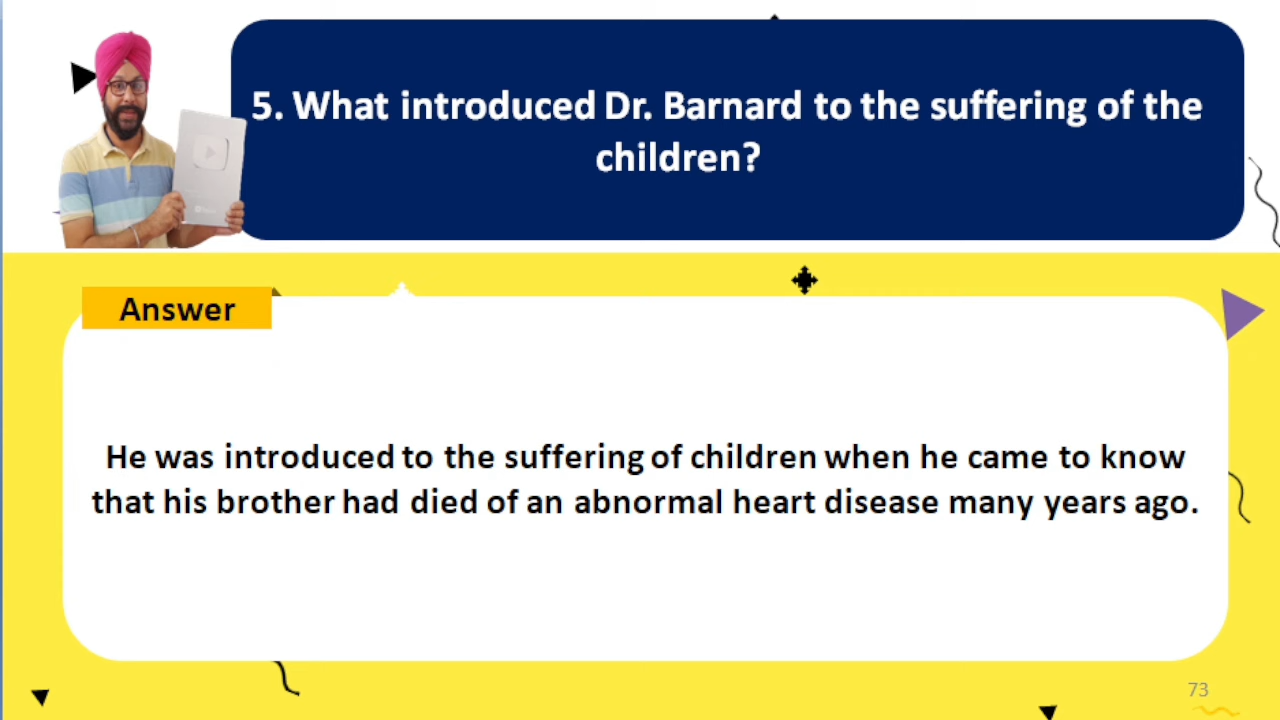 5. What introduced Dr. Barnard to the suffering of the
children?
Answer
He was introduced to the suffering of children when he came to know
that his brother had died of an abnormal heart disease many years ago.
73